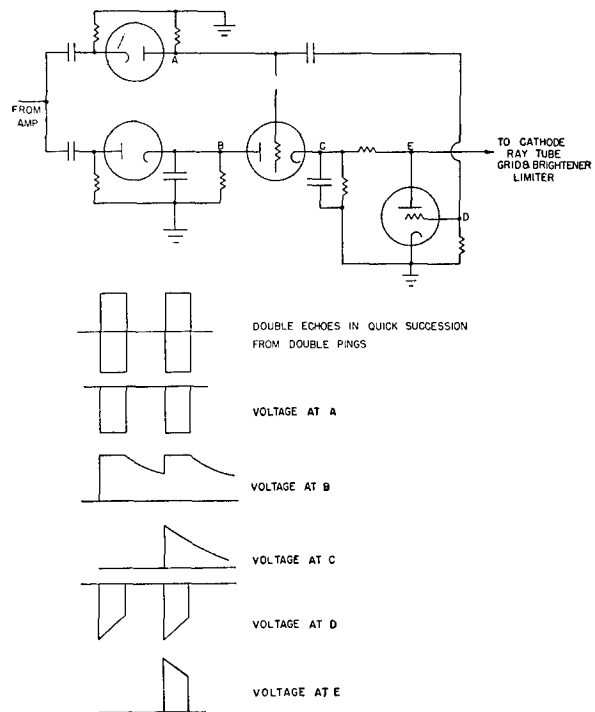 A
FROM
AMP
B
C
E
TO CATHODE
RAY TUBE
GRID & BRIGHTENER
LIMITER
D
DOUBLE ECHOES IN QUICK SUCCESSION
FROM DOUBLE PINGS
VOLTAGE AT A
VOLTAGE AT B
VOLTAGE AT C
VOLTAGE AT D
VOLTAGE AT E